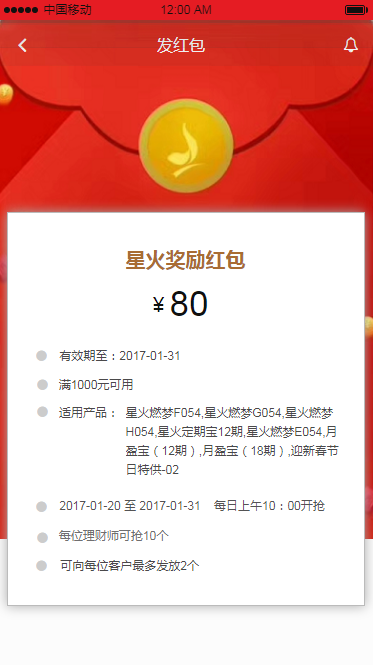 中国移动 12:00 AM
发红包
星火奖励红包
¥ 80
有效期至：2017-01-31
满1000元可用
适用产品： 星火燃梦F054,星火燃梦G054,星火燃梦
H054,星火定期宝12期,星火燃梦E054,月
盈宝（12期）,月盈宝（18期）,迎新春节
日特供-02
2017-01-20 至 2017-01-31 每日上午10：00开抢
每位理财师可抢10个
可向每位客户最多发放2个